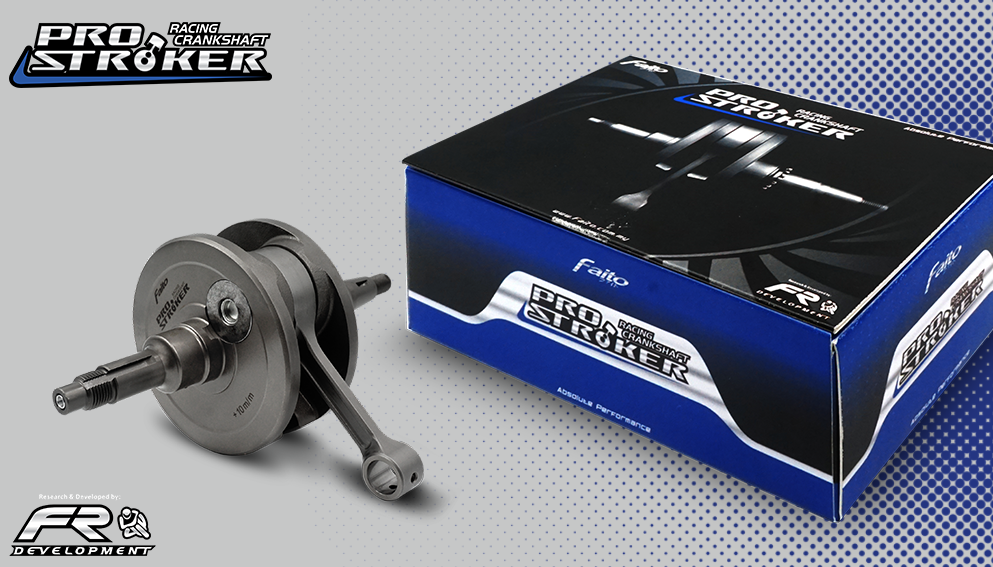 PRO RACING CRANKSHAFT
STROKER
Faito
PRO RACING CRANKSHAFT
STROKER
Absolute Performance
www.faito.com.my
FR
DEVELOPMENT
Faito
PRO
STROKER RACING CRANKSHAFT
Absolute Performance
Faito
PRO
STROKER
Faito
PRO
STROKER
+10m/m
Research & Developed by:
FR
DEVELOPMENT